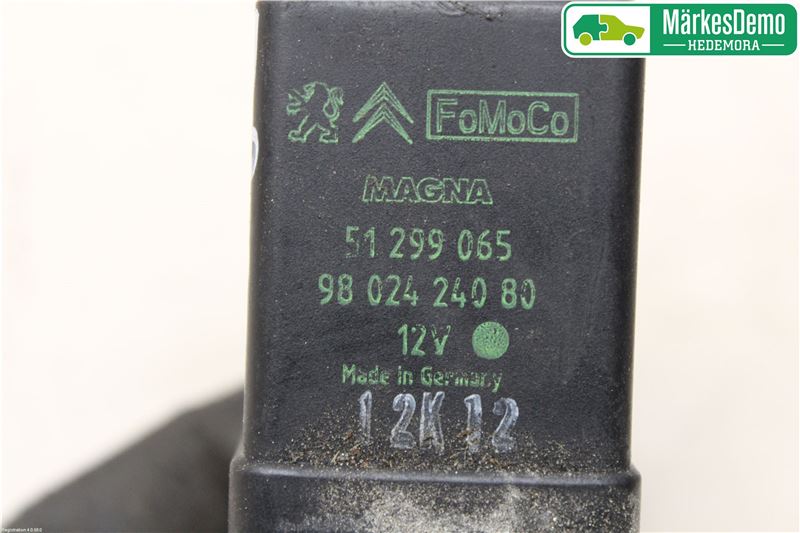 MärkesDemo
HEDEMORA
FoMoCo
MAGNA
51 299 065
98 024 240 80
12V
Made in Germany
12K12